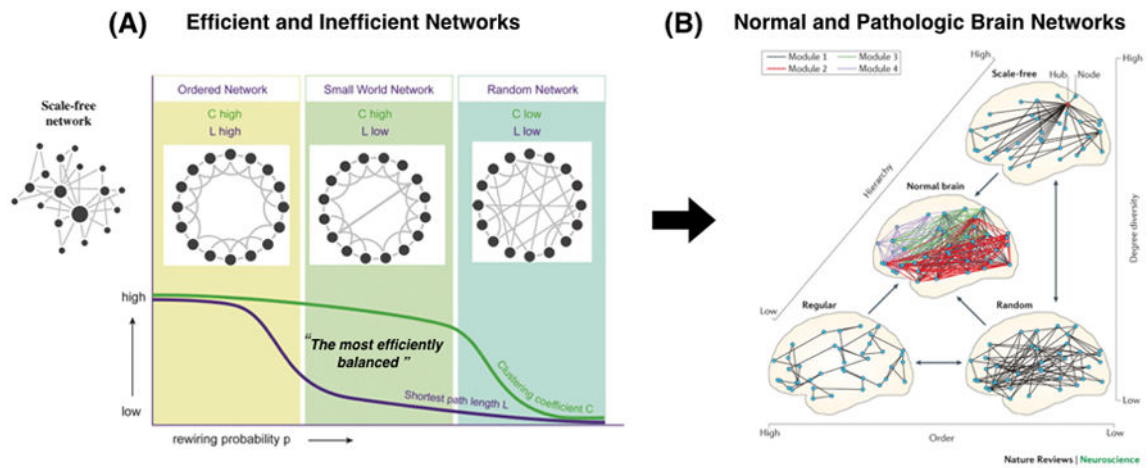 (A) Efficient and Inefficient Networks
Scale-free
network
Ordered Network
C high
L high
Small World Network
C high
L low
Random Network
C low
L low
high
low
"The most efficiently
balanced "
Shortest path length L
Clustering coefficient C
rewiring probability p
(B) Normal and Pathologic Brain Networks
Module 1
Module 2
Module 3
Module 4
High
Hierarchy
Low
Scale-free
Hub
Node
Normal brain
Regular
Random
High
Degree diversity
Low
High
Order
Low
Nature Reviews | Neuroscience